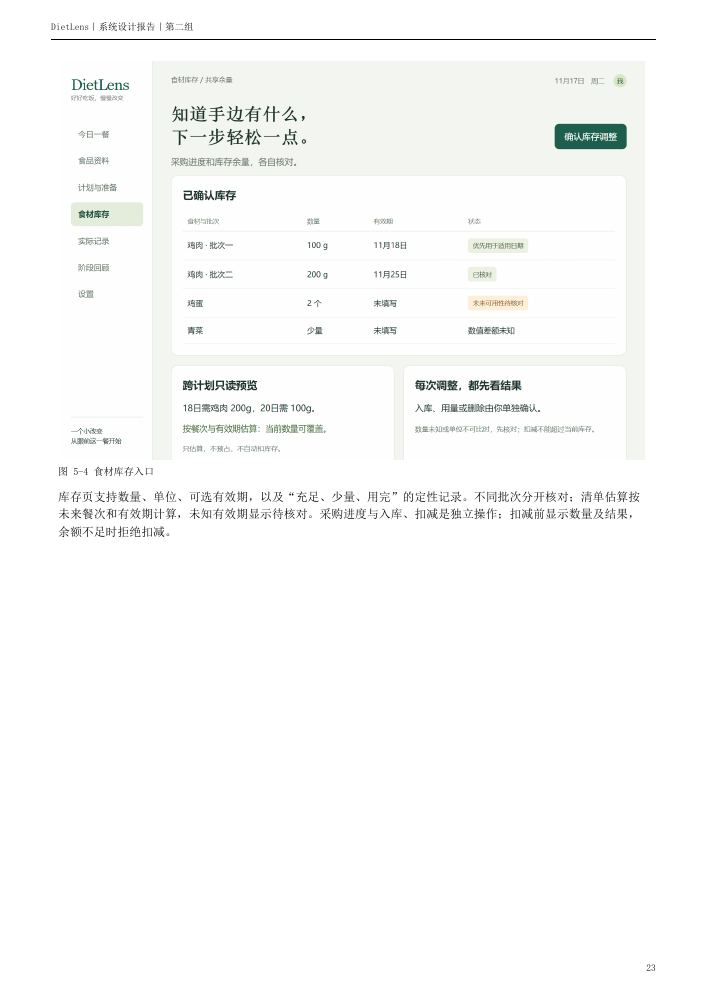 DietLens｜系统设计报告｜第二组
DietLens
好好吃饭，慢慢改变
今日一餐
食品资料
计划与准备
食材库存
实际记录
阶段回顾
设置
一个小改变
从眼前这一餐开始
食材库存 / 共享余量
11月17日 周二 我
知道手边有什么，
下一步轻松一点。
确认库存调整
采购进度和库存余量，各自核对。
已确认库存
食材与批次 数量 有效期 状态
鸡肉 · 批次一 100 g 11月18日 优先用于适用日期
鸡肉 · 批次二 200 g 11月25日 已核对
鸡蛋 2 个 未填写 未来可用性待核对
青菜 少量 未填写 数值差额未知
跨计划只读预览
18日需鸡肉 200g，20日需 100g。
按餐次与有效期估算：当前数量可覆盖。
只估算，不预占、不自动扣库存。
每次调整，都先看结果
入库、用量或删除由你单独确认。
数量未知或单位不可比时，先核对；扣减不能超过当前库存。
图 5-4 食材库存入口
库存页支持数量、单位、可选有效期，以及“充足、少量、用完”的定性记录。不同批次分开核对；清单估算按
未来餐次和有效期计算，未知有效期显示待核对。采购进度与入库、扣减是独立操作；扣减前显示数量及结果，
余额不足时拒绝扣减。
23